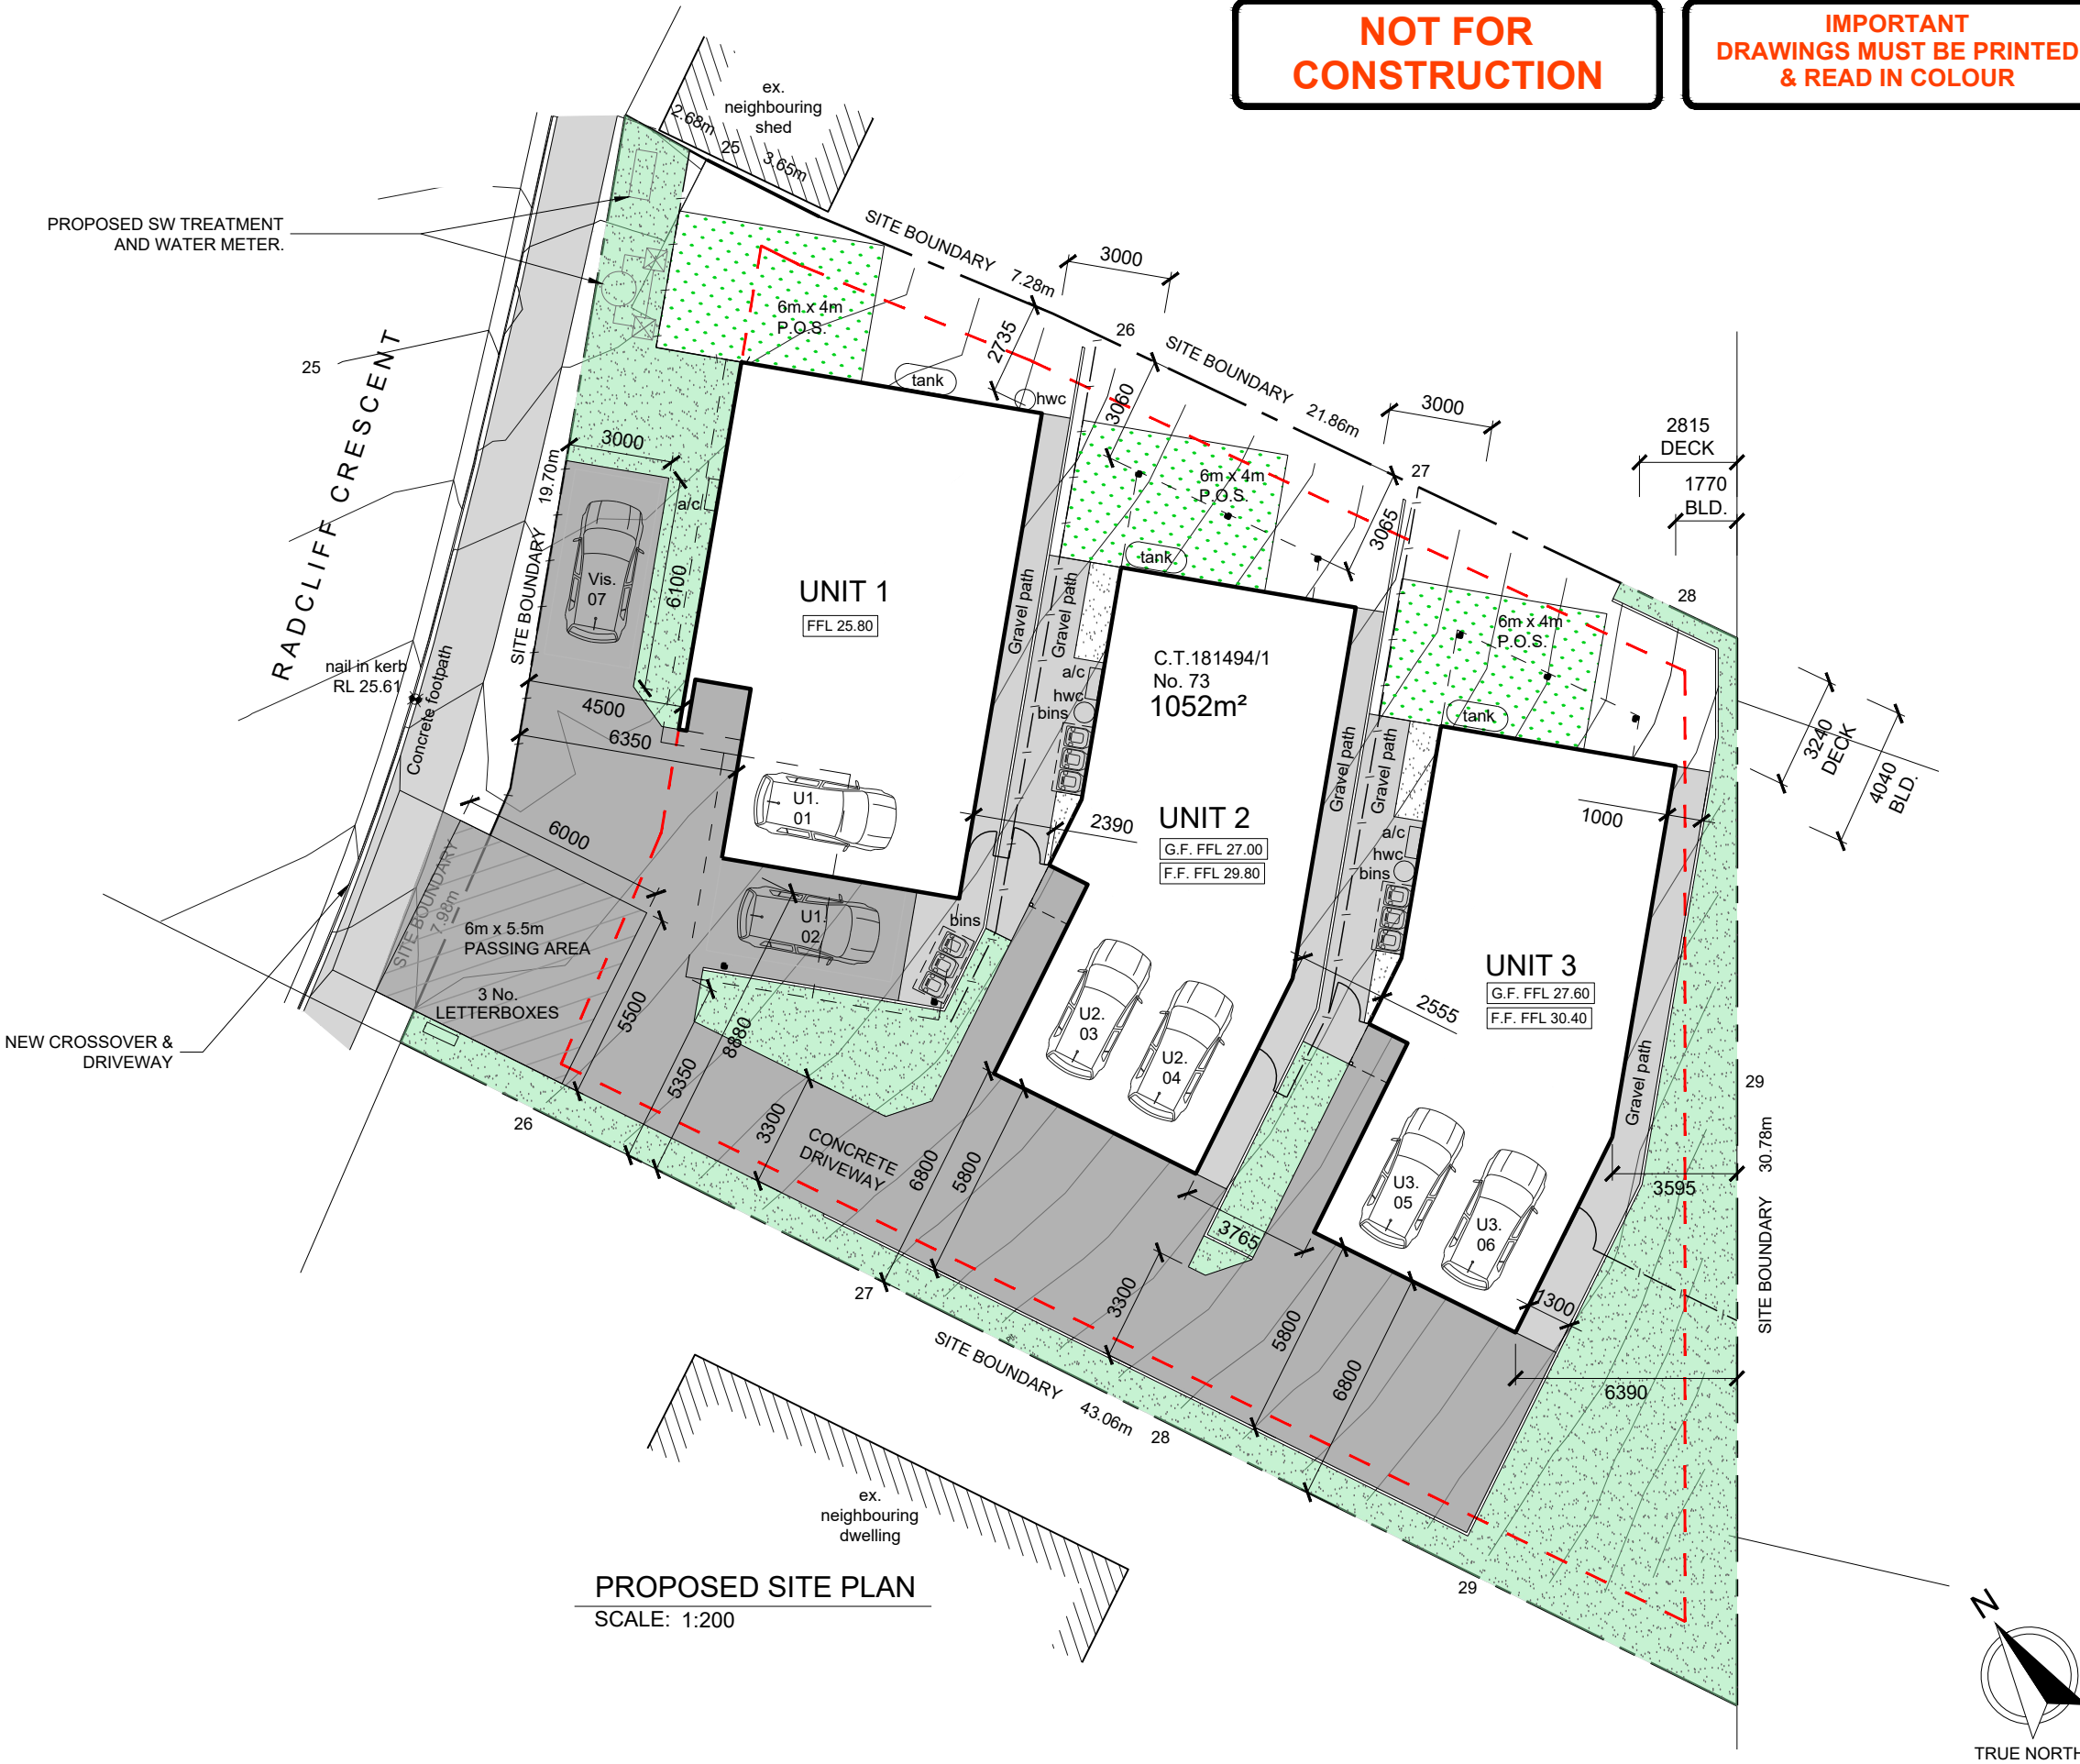 NOT FOR
CONSTRUCTION
IMPORTANT
DRAWINGS MUST BE PRINTED
& READ IN COLOUR
ex.
neighbouring
shed
2.68m
25
3.65m
PROPOSED SW TREATMENT
AND WATER METER.
SITE BOUNDARY 7.28m
3000
26
SITE BOUNDARY 21.86m
3000
27
2815
DECK
1770
BLD.
28
6m x 4m
P.O.S.
2735
tank
hwc
3060
6m x 4m
P.O.S.
3065
tank
6m x 4m
P.O.S.
tank
25
RADCLIFF CRESCENT
3000
SITE BOUNDARY 19.70m
a/c
Vis.
07
6100
UNIT 1
FFL 25.80
Gravel path
Gravel path
C.T.181494/1
No. 73
1052m²
a/c
hwc
bins
nail in kerb
RL 25.61
Concrete footpath
4500
6350
3240
DECK
4040
BLD.
Gravel path
Gravel path
U1.
01
6000
2390
UNIT 2
G.F. FFL 27.00
F.F. FFL 29.80
a/c
hwc
bins
1000
SITE BOUNDARY
7.98m
6m x 5.5m
PASSING AREA
3 No.
LETTERBOXES
U1.
02
bins
UNIT 3
G.F. FFL 27.60
F.F. FFL 30.40
2555
U2.
03
U2.
04
NEW CROSSOVER &
DRIVEWAY
5500
8880
5350
3300
26
CONCRETE
DRIVEWAY
6800
5800
Gravel path
29
SITE BOUNDARY 30.78m
3595
U3.
05
U3.
06
3765
3300
1300
27
5800
6800
6390
SITE BOUNDARY 43.06m
28
29
ex.
neighbouring
dwelling
PROPOSED SITE PLAN
SCALE: 1:200
N
TRUE NORTH